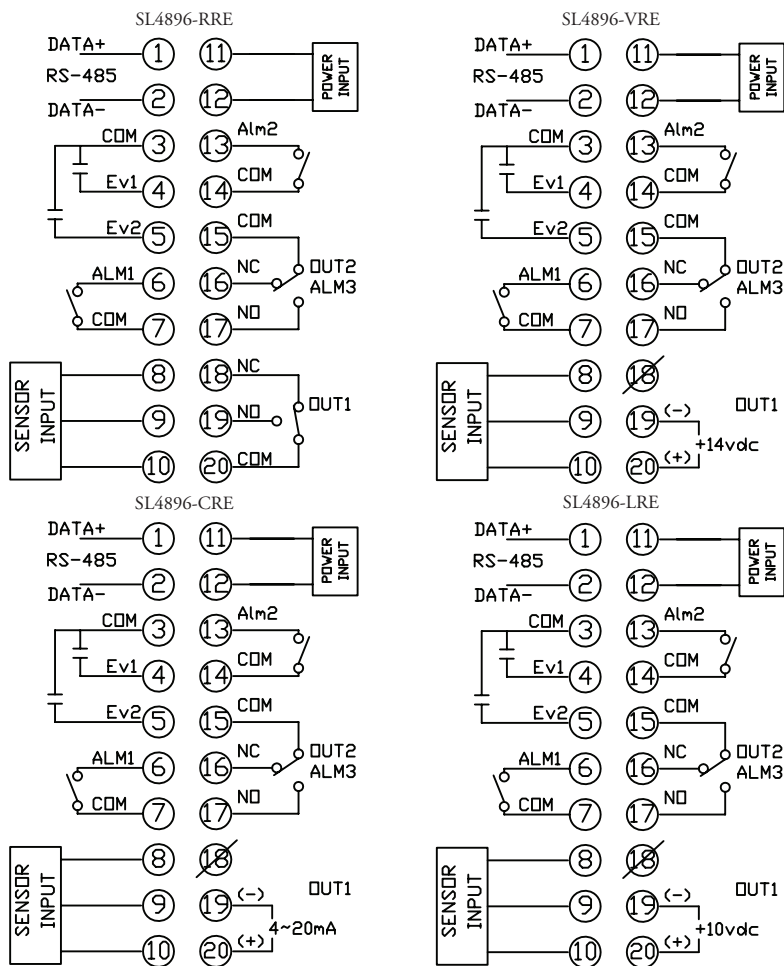 SL4896-RRE
DATA+ 1 11
RS-485 POWER INPUT
DATA- 2 12
COM 3 13 Alm2
Ev1 4 14 COM
Ev2 5 15 COM
ALM1 6 16 NC OUT2
ALM3
COM 7 17 NO
SENSOR INPUT
8 18 NC
9 19 NO OUT1
10 20 COM
SL4896-VRE
DATA+ 1 11
RS-485 POWER INPUT
DATA- 2 12
COM 3 13 Alm2
Ev1 4 14 COM
Ev2 5 15 COM
ALM1 6 16 NC OUT2
ALM3
COM 7 17 NO
SENSOR INPUT
8 18
9 19 (-) OUT1
+14vdc
10 20 (+)
SL4896-CRE
DATA+ 1 11
RS-485 POWER INPUT
DATA- 2 12
COM 3 13 Alm2
Ev1 4 14 COM
Ev2 5 15 COM
ALM1 6 16 NC OUT2
ALM3
COM 7 17 NO
SENSOR INPUT
8 18
9 19 (-) OUT1
4~20mA
10 20 (+)
SL4896-LRE
DATA+ 1 11
RS-485 POWER INPUT
DATA- 2 12
COM 3 13 Alm2
Ev1 4 14 COM
Ev2 5 15 COM
ALM1 6 16 NC OUT2
ALM3
COM 7 17 NO
SENSOR INPUT
8 18
9 19 (-) OUT1
+10vdc
10 20 (+)